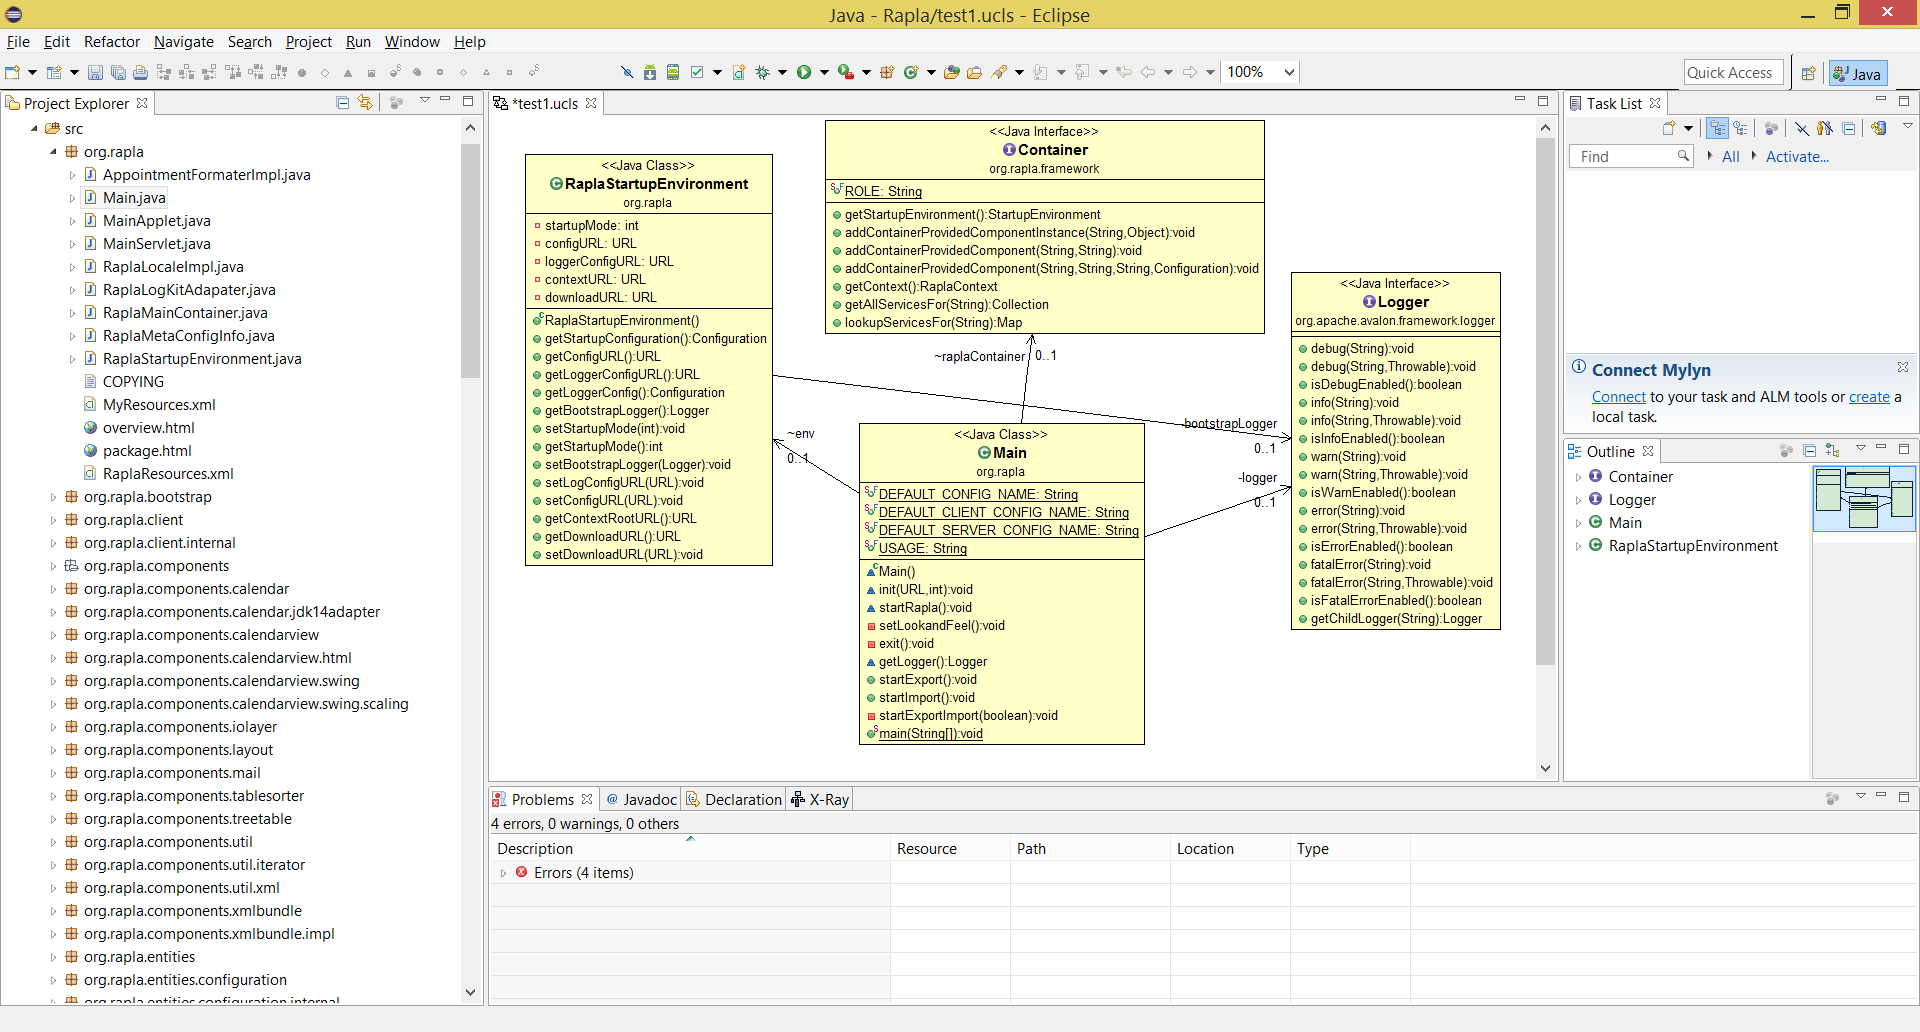 Java - Rapla/test1.ucls - Eclipse
File Edit Refactor Navigate Search Project Run Window Help
100%
Quick Access
Java
Project Explorer
src
org.rapla
AppointmentFormaterImpl.java
Main.java
MainApplet.java
MainServlet.java
RaplaLocaleImpl.java
RaplaLogKitAdapater.java
RaplaMainContainer.java
RaplaMetaConfigInfo.java
RaplaStartupEnvironment.java
COPYING
MyResources.xml
overview.html
package.html
RaplaResources.xml
org.rapla.bootstrap
org.rapla.client
org.rapla.client.internal
org.rapla.components
org.rapla.components.calendar
org.rapla.components.calendar.jdk14adapter
org.rapla.components.calendarview
org.rapla.components.calendarview.html
org.rapla.components.calendarview.swing
org.rapla.components.calendarview.swing.scaling
org.rapla.components.iolayer
org.rapla.components.layout
org.rapla.components.mail
org.rapla.components.tablesorter
org.rapla.components.treetable
org.rapla.components.util
org.rapla.components.util.iterator
org.rapla.components.util.xml
org.rapla.components.xmlbundle
org.rapla.components.xmlbundle.impl
org.rapla.entities
org.rapla.entities.configuration
org.rapla.entities.configuration.internal
*test1.ucls
<<Java Class>>
RaplaStartupEnvironment
org.rapla
startupMode: int
configURL: URL
loggerConfigURL: URL
contextURL: URL
downloadURL: URL
RaplaStartupEnvironment()
getStartupConfiguration():Configuration
getConfigURL():URL
getLoggerConfigURL():URL
getLoggerConfig():Configuration
getBootstrapLogger():Logger
setStartupMode(int):void
getStartupMode():int
setBootstrapLogger(Logger):void
setLogConfigURL(URL):void
setConfigURL(URL):void
getContextRootURL():URL
getDownloadURL():URL
setDownloadURL(URL):void
<<Java Interface>>
Container
org.rapla.framework
ROLE: String
getStartupEnvironment():StartupEnvironment
addContainerProvidedComponentInstance(String,Object):void
addContainerProvidedComponent(String,String):void
addContainerProvidedComponent(String,String,String,Configuration):void
getContext():RaplaContext
getAllServicesFor(String):Collection
lookupServicesFor(String):Map
~raplaContainer 0..1
~env
0..1
-bootstrapLogger
0..1
-logger
0..1
<<Java Class>>
Main
org.rapla
DEFAULT_CONFIG_NAME: String
DEFAULT_CLIENT_CONFIG_NAME: String
DEFAULT_SERVER_CONFIG_NAME: String
USAGE: String
Main()
init(URL,int):void
startRapla():void
setLookandFeel():void
exit():void
getLogger():Logger
startExport():void
startImport():void
startExportImport(boolean):void
main(String[]):void
<<Java Interface>>
Logger
org.apache.avalon.framework.logger
debug(String):void
debug(String,Throwable):void
isDebugEnabled():boolean
info(String):void
info(String,Throwable):void
isInfoEnabled():boolean
warn(String):void
warn(String,Throwable):void
isWarnEnabled():boolean
error(String):void
error(String,Throwable):void
isErrorEnabled():boolean
fatalError(String):void
fatalError(String,Throwable):void
isFatalErrorEnabled():boolean
getChildLogger(String):Logger
Task List
Find All Activate...
Connect Mylyn
Connect to your task and ALM tools or create a
local task.
Outline
Container
Logger
Main
RaplaStartupEnvironment
Problems @ Javadoc Declaration X-Ray
4 errors, 0 warnings, 0 others
Description Resource Path Location Type
Errors (4 items)